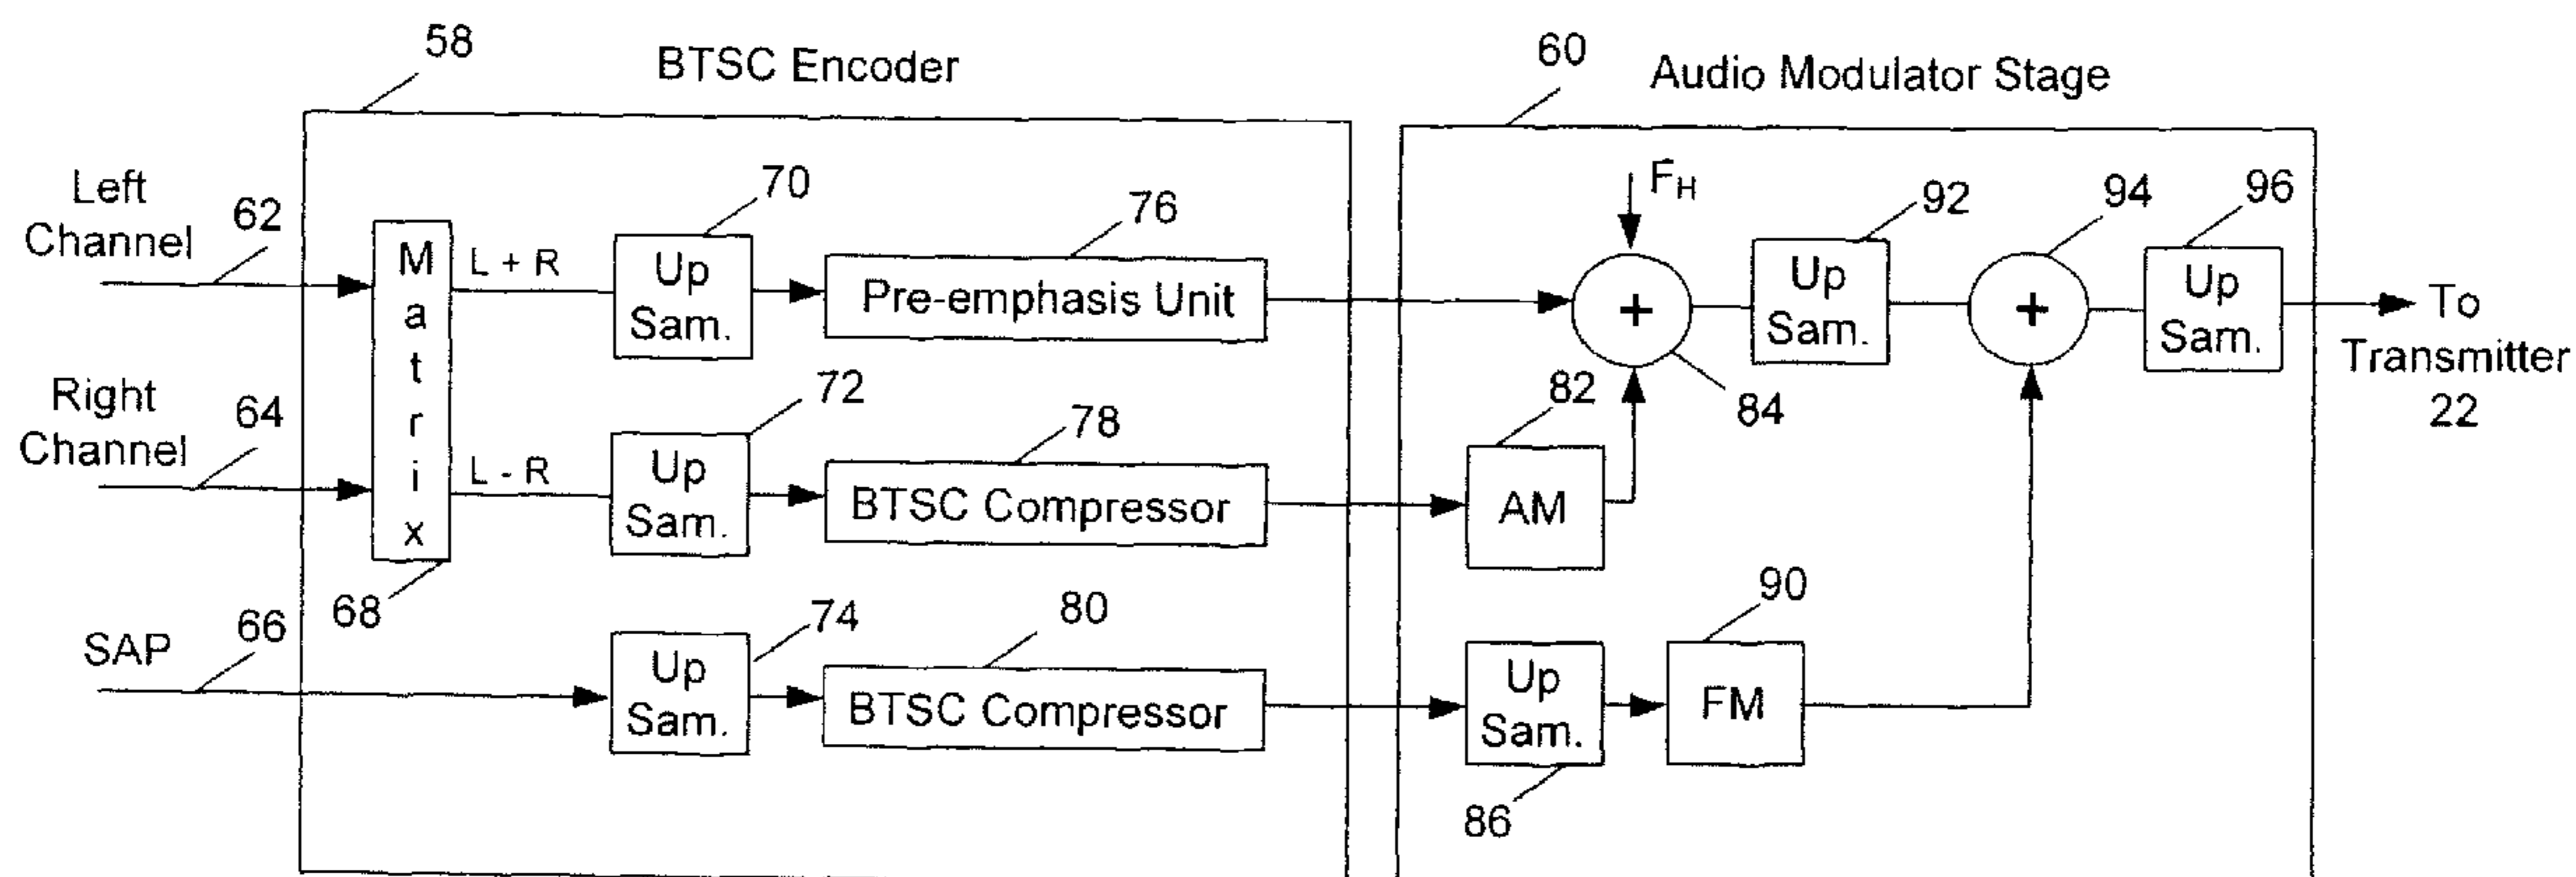 58
BTSC Encoder
60
Audio Modulator Stage
Left
Channel
62
Matrix
L + R
70
Up
Sam.
76
Pre-emphasis Unit
FH
84
+
92
Up
Sam.
94
+
96
Up
Sam.
To
Transmitter
22
Right
Channel
64
L - R
72
Up
Sam.
78
BTSC Compressor
82
AM
68
SAP
66
74
Up
Sam.
80
BTSC Compressor
86
Up
Sam.
90
FM